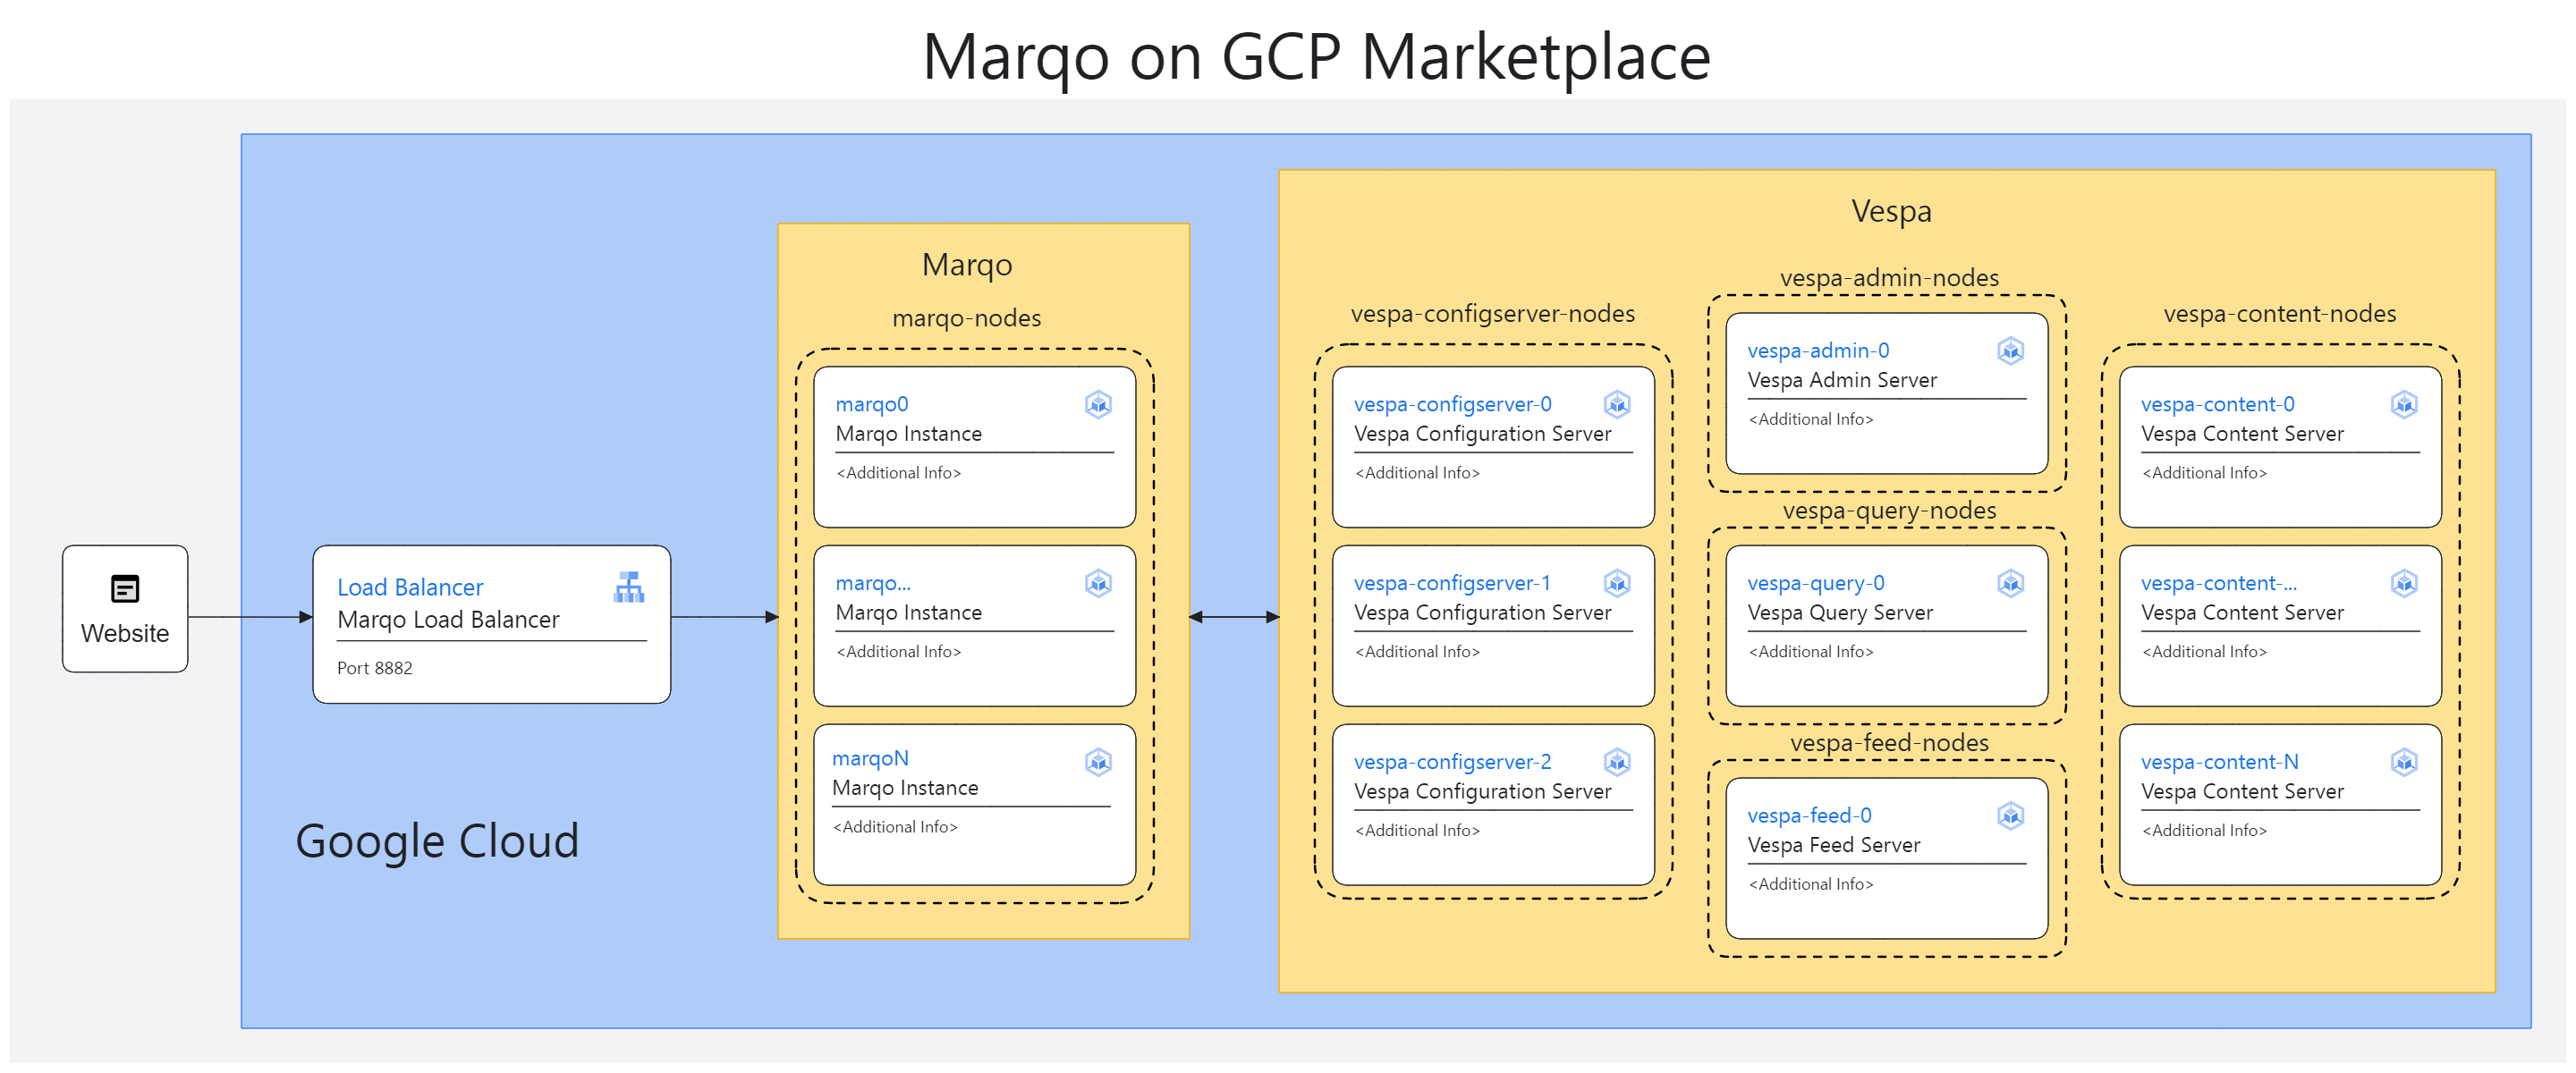 Marqo on GCP Marketplace
Website
Load Balancer
Marqo Load Balancer
Port 8882
Google Cloud
Marqo
marqo-nodes
marqo0
Marqo Instance
<Additional Info>
marqo...
Marqo Instance
<Additional Info>
marqoN
Marqo Instance
<Additional Info>
Vespa
vespa-configserver-nodes
vespa-configserver-0
Vespa Configuration Server
<Additional Info>
vespa-configserver-1
Vespa Configuration Server
<Additional Info>
vespa-configserver-2
Vespa Configuration Server
<Additional Info>
vespa-admin-nodes
vespa-admin-0
Vespa Admin Server
<Additional Info>
vespa-query-nodes
vespa-query-0
Vespa Query Server
<Additional Info>
vespa-feed-nodes
vespa-feed-0
Vespa Feed Server
<Additional Info>
vespa-content-nodes
vespa-content-0
Vespa Content Server
<Additional Info>
vespa-content-...
Vespa Content Server
<Additional Info>
vespa-content-N
Vespa Content Server
<Additional Info>